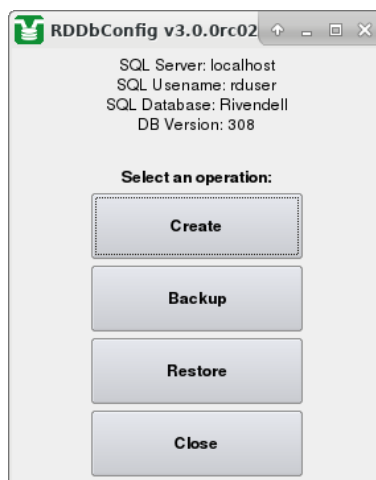 RDDbConfig v3.0.0rc02
SQL Server: localhost
SQL Usename: rduser
SQL Database: Rivendell
DB Version: 308
Select an operation:
Create
Backup
Restore
Close